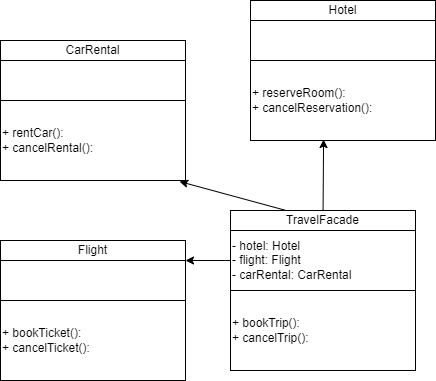 Hotel
+ reserveRoom():
+ cancelReservation():
CarRental
+ rentCar():
+ cancelRental():
TravelFacade
- hotel: Hotel
- flight: Flight
- carRental: CarRental
+ bookTrip():
+ cancelTrip():
Flight
+ bookTicket():
+ cancelTicket():